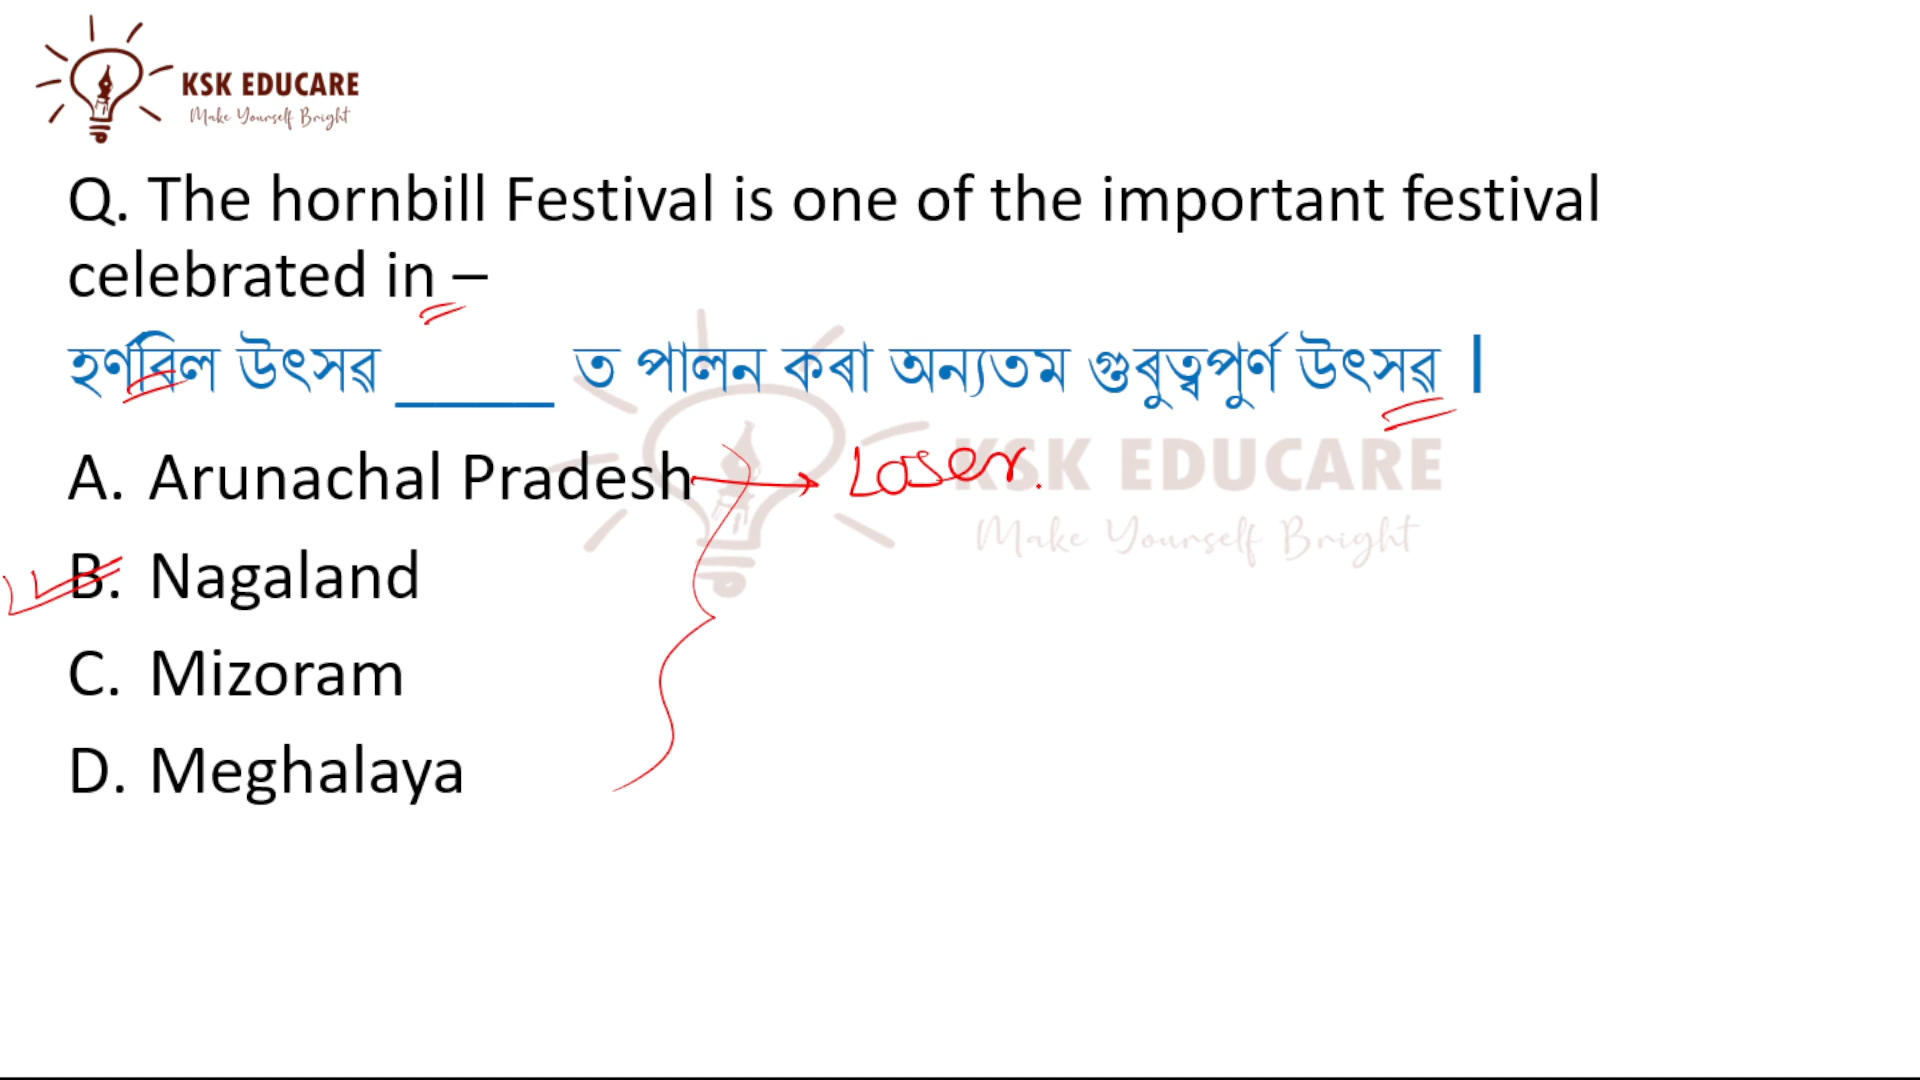 KSK EDUCARE
Make Yourself Bright
Q. The hornbill Festival is one of the important festival
celebrated in –
হৰ্ণবিল উৎসৱ _____ ত পালন কৰা অন্যতম গুৰুত্বপুৰ্ণ উৎসৱ |
A. Arunachal Pradesh → Loser.
B. Nagaland
C. Mizoram
D. Meghalaya
KSK EDUCARE
Make Yourself Bright